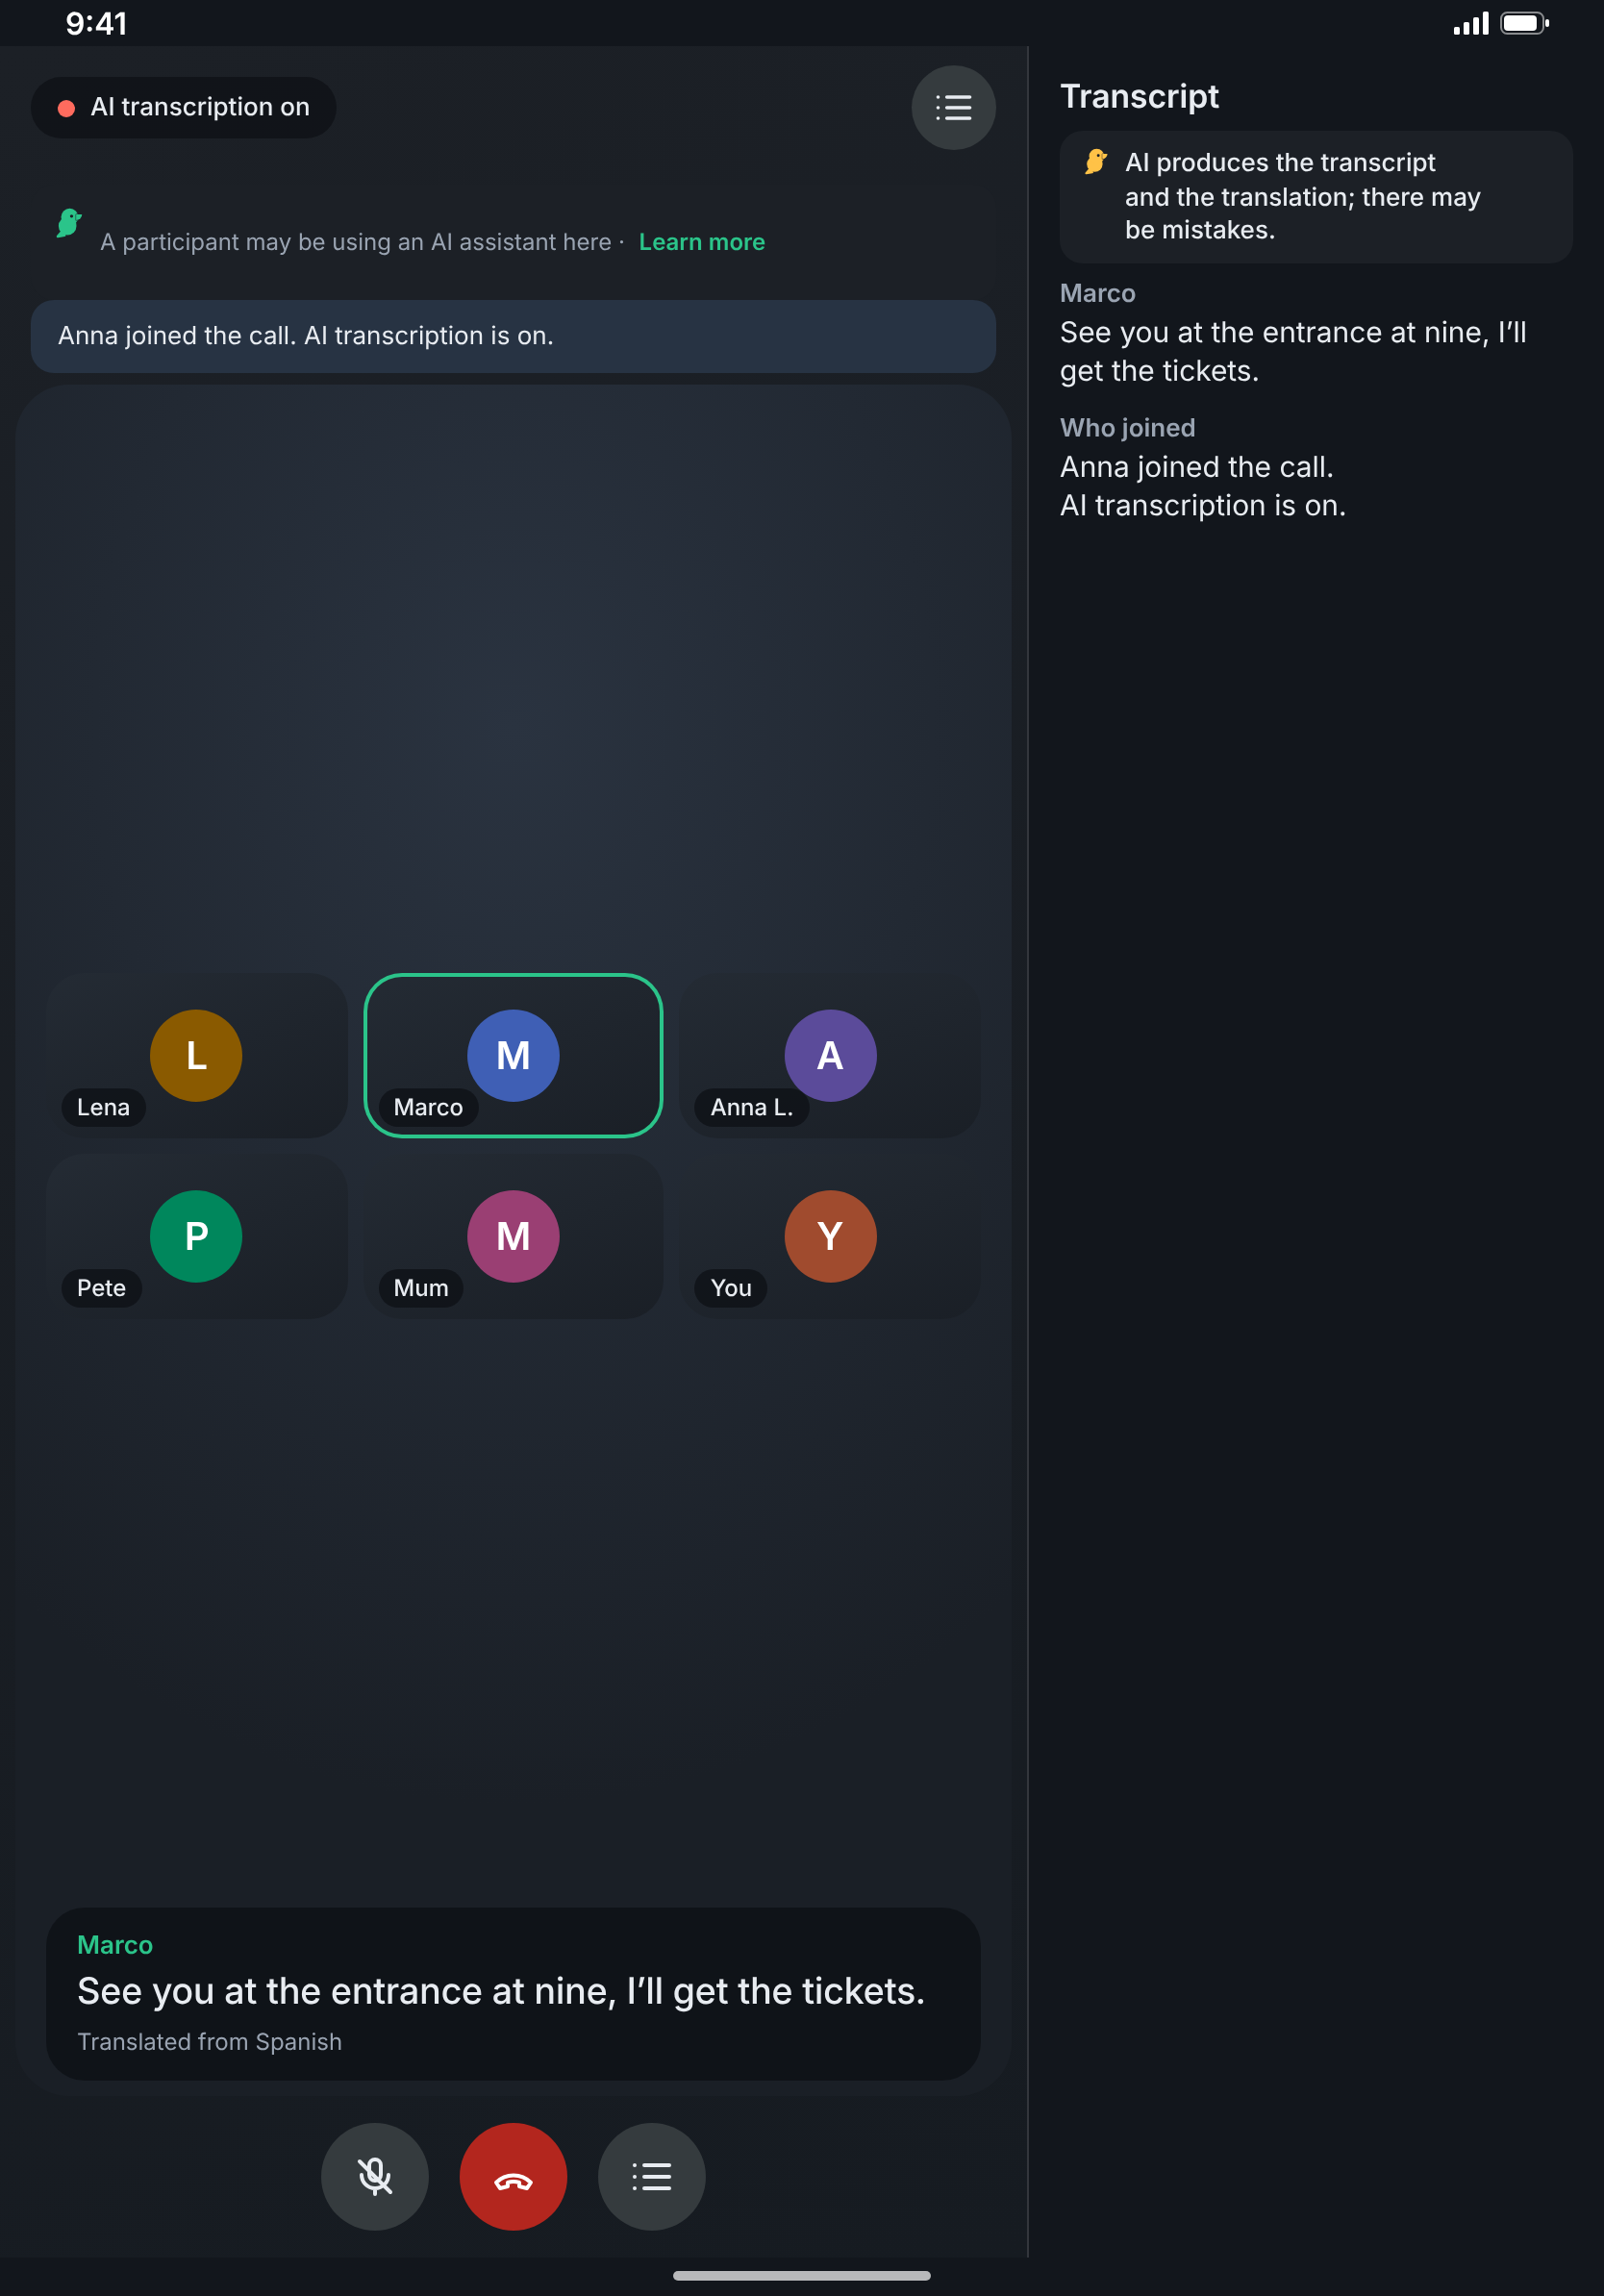 9:41
AI transcription on
A participant may be using an AI assistant here · Learn more
Anna joined the call. AI transcription is on.
L
Lena
M
Marco
A
Anna L.
P
Pete
M
Mum
Y
You
Marco
See you at the entrance at nine, I’ll get the tickets.
Translated from Spanish
Transcript
AI produces the transcript
and the translation; there may
be mistakes.
Marco
See you at the entrance at nine, I’ll
get the tickets.
Who joined
Anna joined the call.
AI transcription is on.